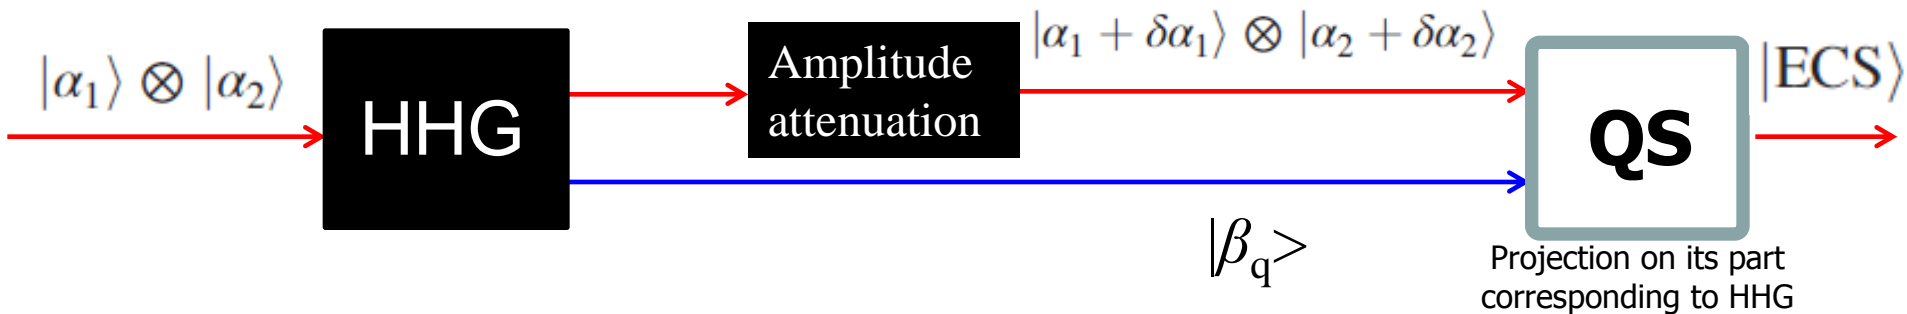 |α₁⟩ ⊗ |α₂⟩
HHG
Amplitude
attenuation
|α₁ + δα₁⟩ ⊗ |α₂ + δα₂⟩
|β_q>
QS
Projection on its part
corresponding to HHG
|ECS⟩